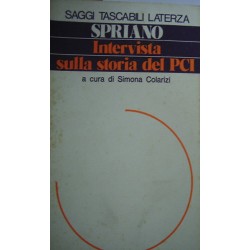 SAGGI TASCABILI LATERZA
SPRIANO
Intervista
sulla storia del PCI
a cura di Simona Colarizi